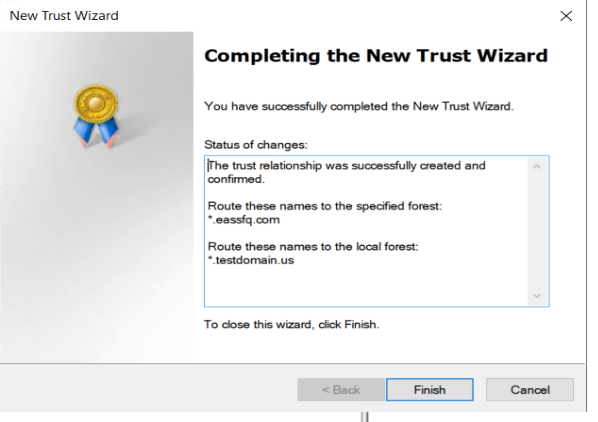 New Trust Wizard
Completing the New Trust Wizard
You have successfully completed the New Trust Wizard.
Status of changes:
The trust relationship was successfully created and
confirmed.
Route these names to the specified forest:
*.eassfq.com
Route these names to the local forest:
*.testdomain.us
To close this wizard, click Finish.
< Back
Finish
Cancel